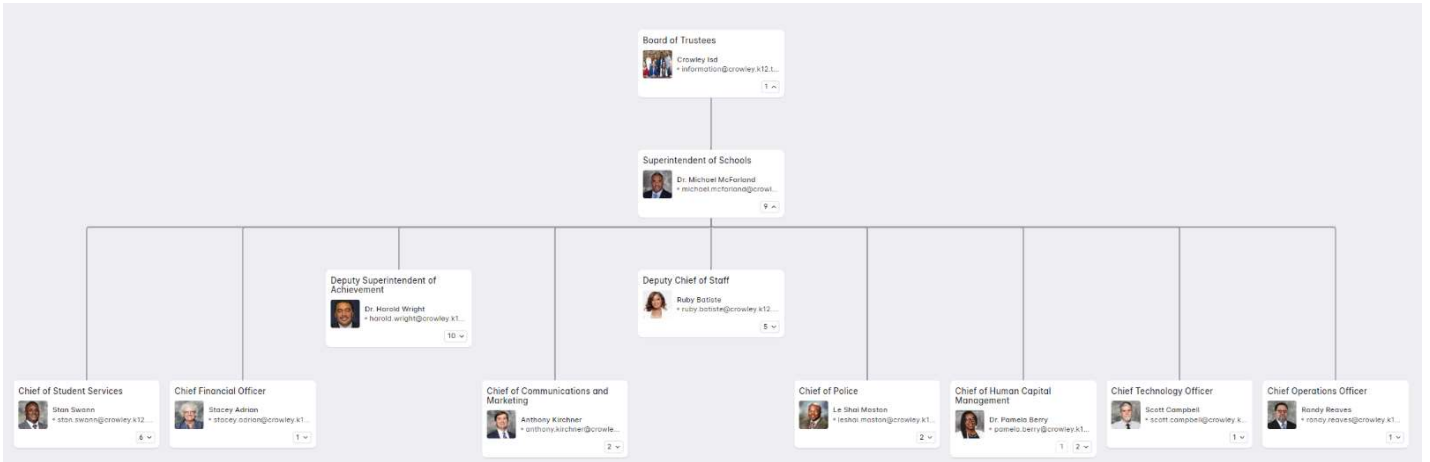 Board of Trustees
Crowley Isd
• information@crowley.k12.t...
1
Superintendent of Schools
Dr. Michael McFarland
• michael.mcfarland@crowl...
9
Deputy Superintendent of
Achievement
Dr. Harold Wright
• harold.wright@crowley.k1...
10
Deputy Chief of Staff
Ruby Batiste
• ruby.batiste@crowley.k12....
5
Chief of Student Services
Stan Swann
• stan.swann@crowley.k12....
6
Chief Financial Officer
Stacey Adrian
• stacey.adrian@crowley.k1...
1
Chief of Communications and
Marketing
Anthony Kirchner
• anthony.kirchner@crowle...
2
Chief of Police
Le Shai Maston
• leshai.maston@crowley.k1...
2
Chief of Human Capital
Management
Dr. Pamela Berry
• pamela.berry@crowley.k1...
1 2
Chief Technology Officer
Scott Campbell
• scott.campbell@crowley.k...
1
Chief Operations Officer
Randy Reaves
• randy.reaves@crowley.k1...
1